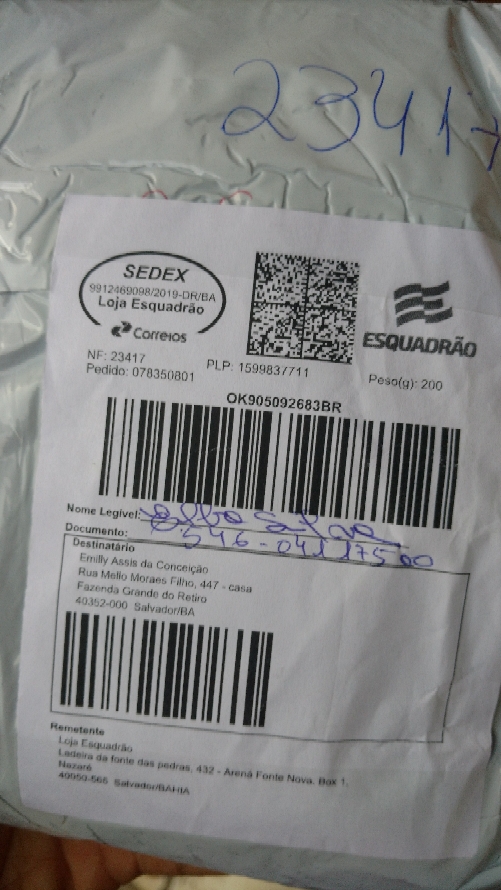 23417
SEDEX
9912469098/2019-DR/BA
Loja Esquadrão
Correios
ESQUADRÃO
NF: 23417
PLP: 1599837711
Pedido: 078350801
Peso(g): 200
OK905092683BR
Nome Legível:
Documento: 546-041175
Destinatário
Emilly Assis da Conceição
Rua Mello Moraes Filho, 447 - casa
Fazenda Grande do Retiro
40352-000 Salvador/BA
Remetente
Loja Esquadrão
Ladeira da fonte das pedras, 432 - Arena Fonte Nova, Box 1,
Nazaré
40050-565 Salvador/BAHIA